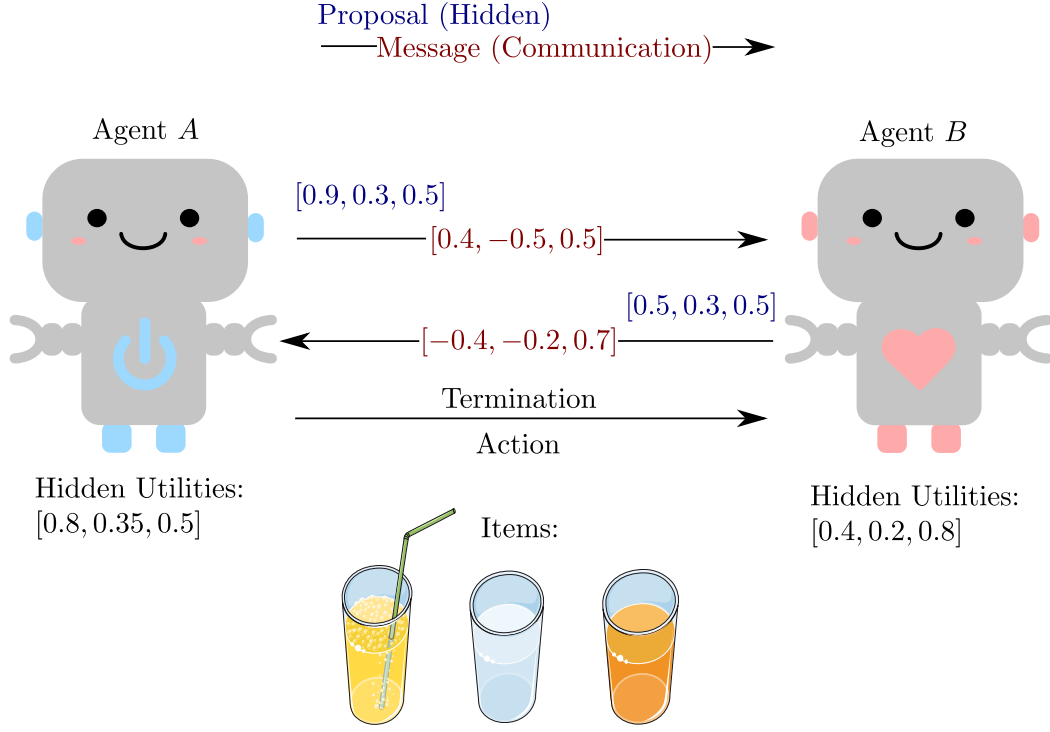 Proposal (Hidden)
Message (Communication)
Agent A
Agent B
[0.9, 0.3, 0.5]
[0.4, −0.5, 0.5]
[0.5, 0.3, 0.5]
[−0.4, −0.2, 0.7]
Termination
Action
Hidden Utilities:
[0.8, 0.35, 0.5]
Hidden Utilities:
[0.4, 0.2, 0.8]
Items: